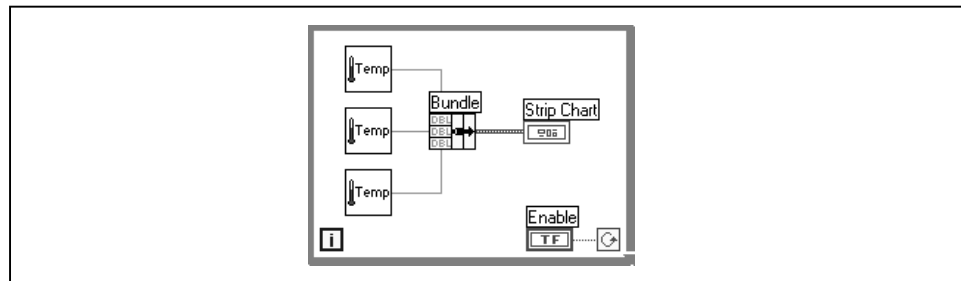 Temp
Bundle
Strip Chart
DBL
Temp
DBL
DBL
Temp
Enable
i
TF